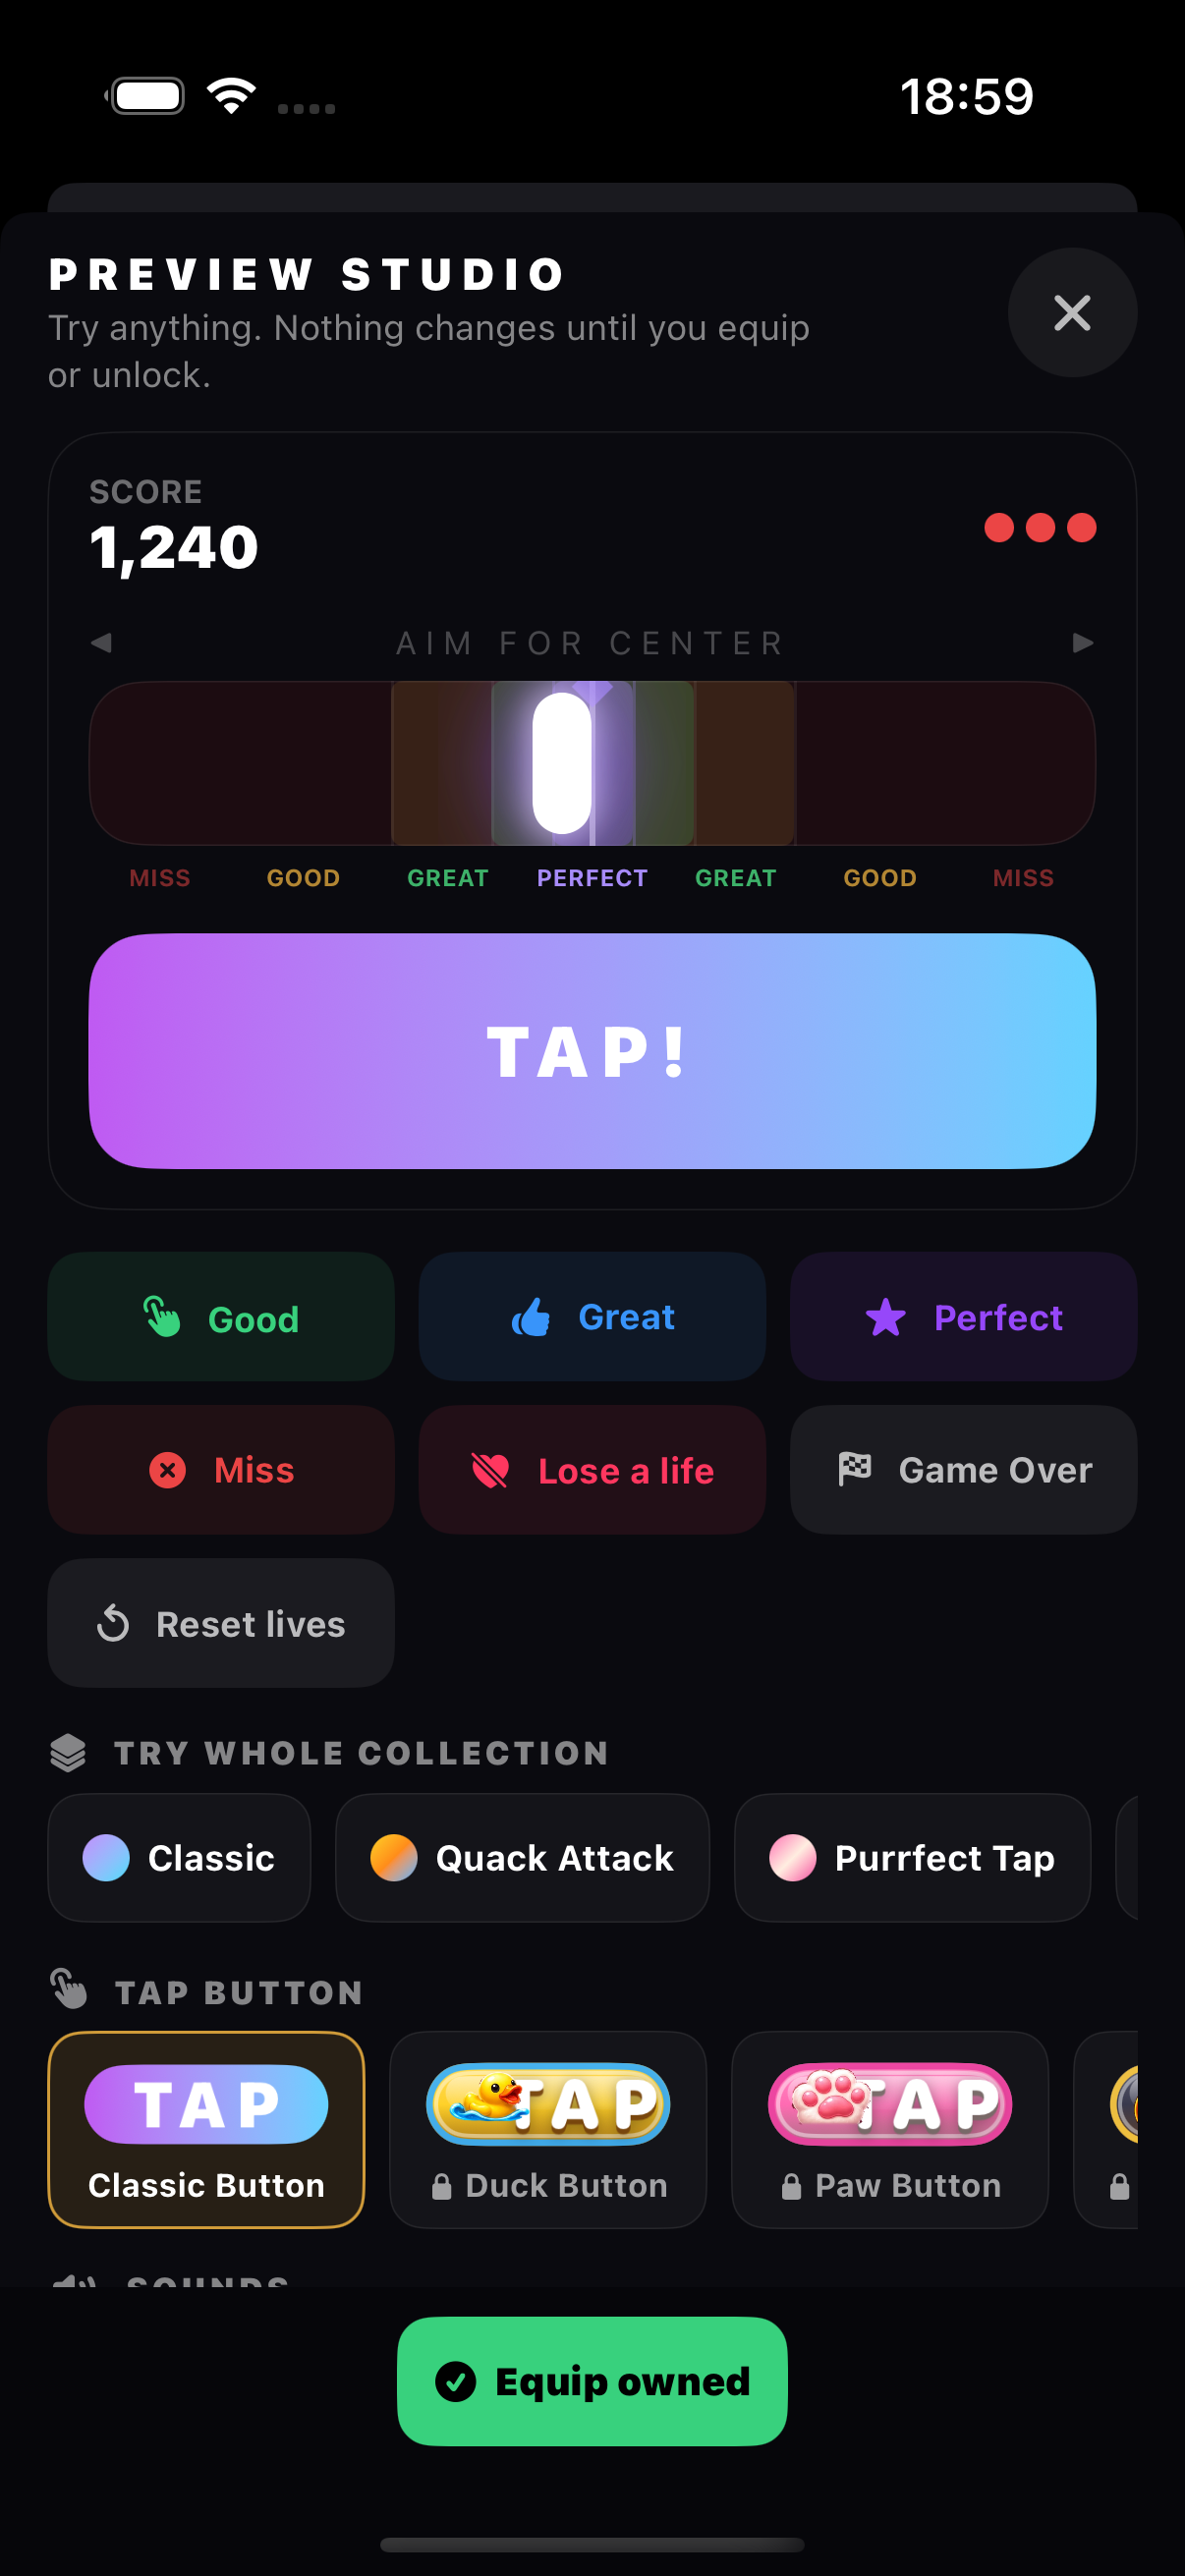 18:59
PREVIEW STUDIO
Try anything. Nothing changes until you equip
or unlock.
SCORE
1,240
AIM FOR CENTER
MISS GOOD GREAT PERFECT GREAT GOOD MISS
TAP!
Good Great Perfect
Miss Lose a life Game Over
Reset lives
TRY WHOLE COLLECTION
Classic Quack Attack Purrfect Tap
TAP BUTTON
TAP TAP TAP
Classic Button Duck Button Paw Button
SOUNDS
Equip owned